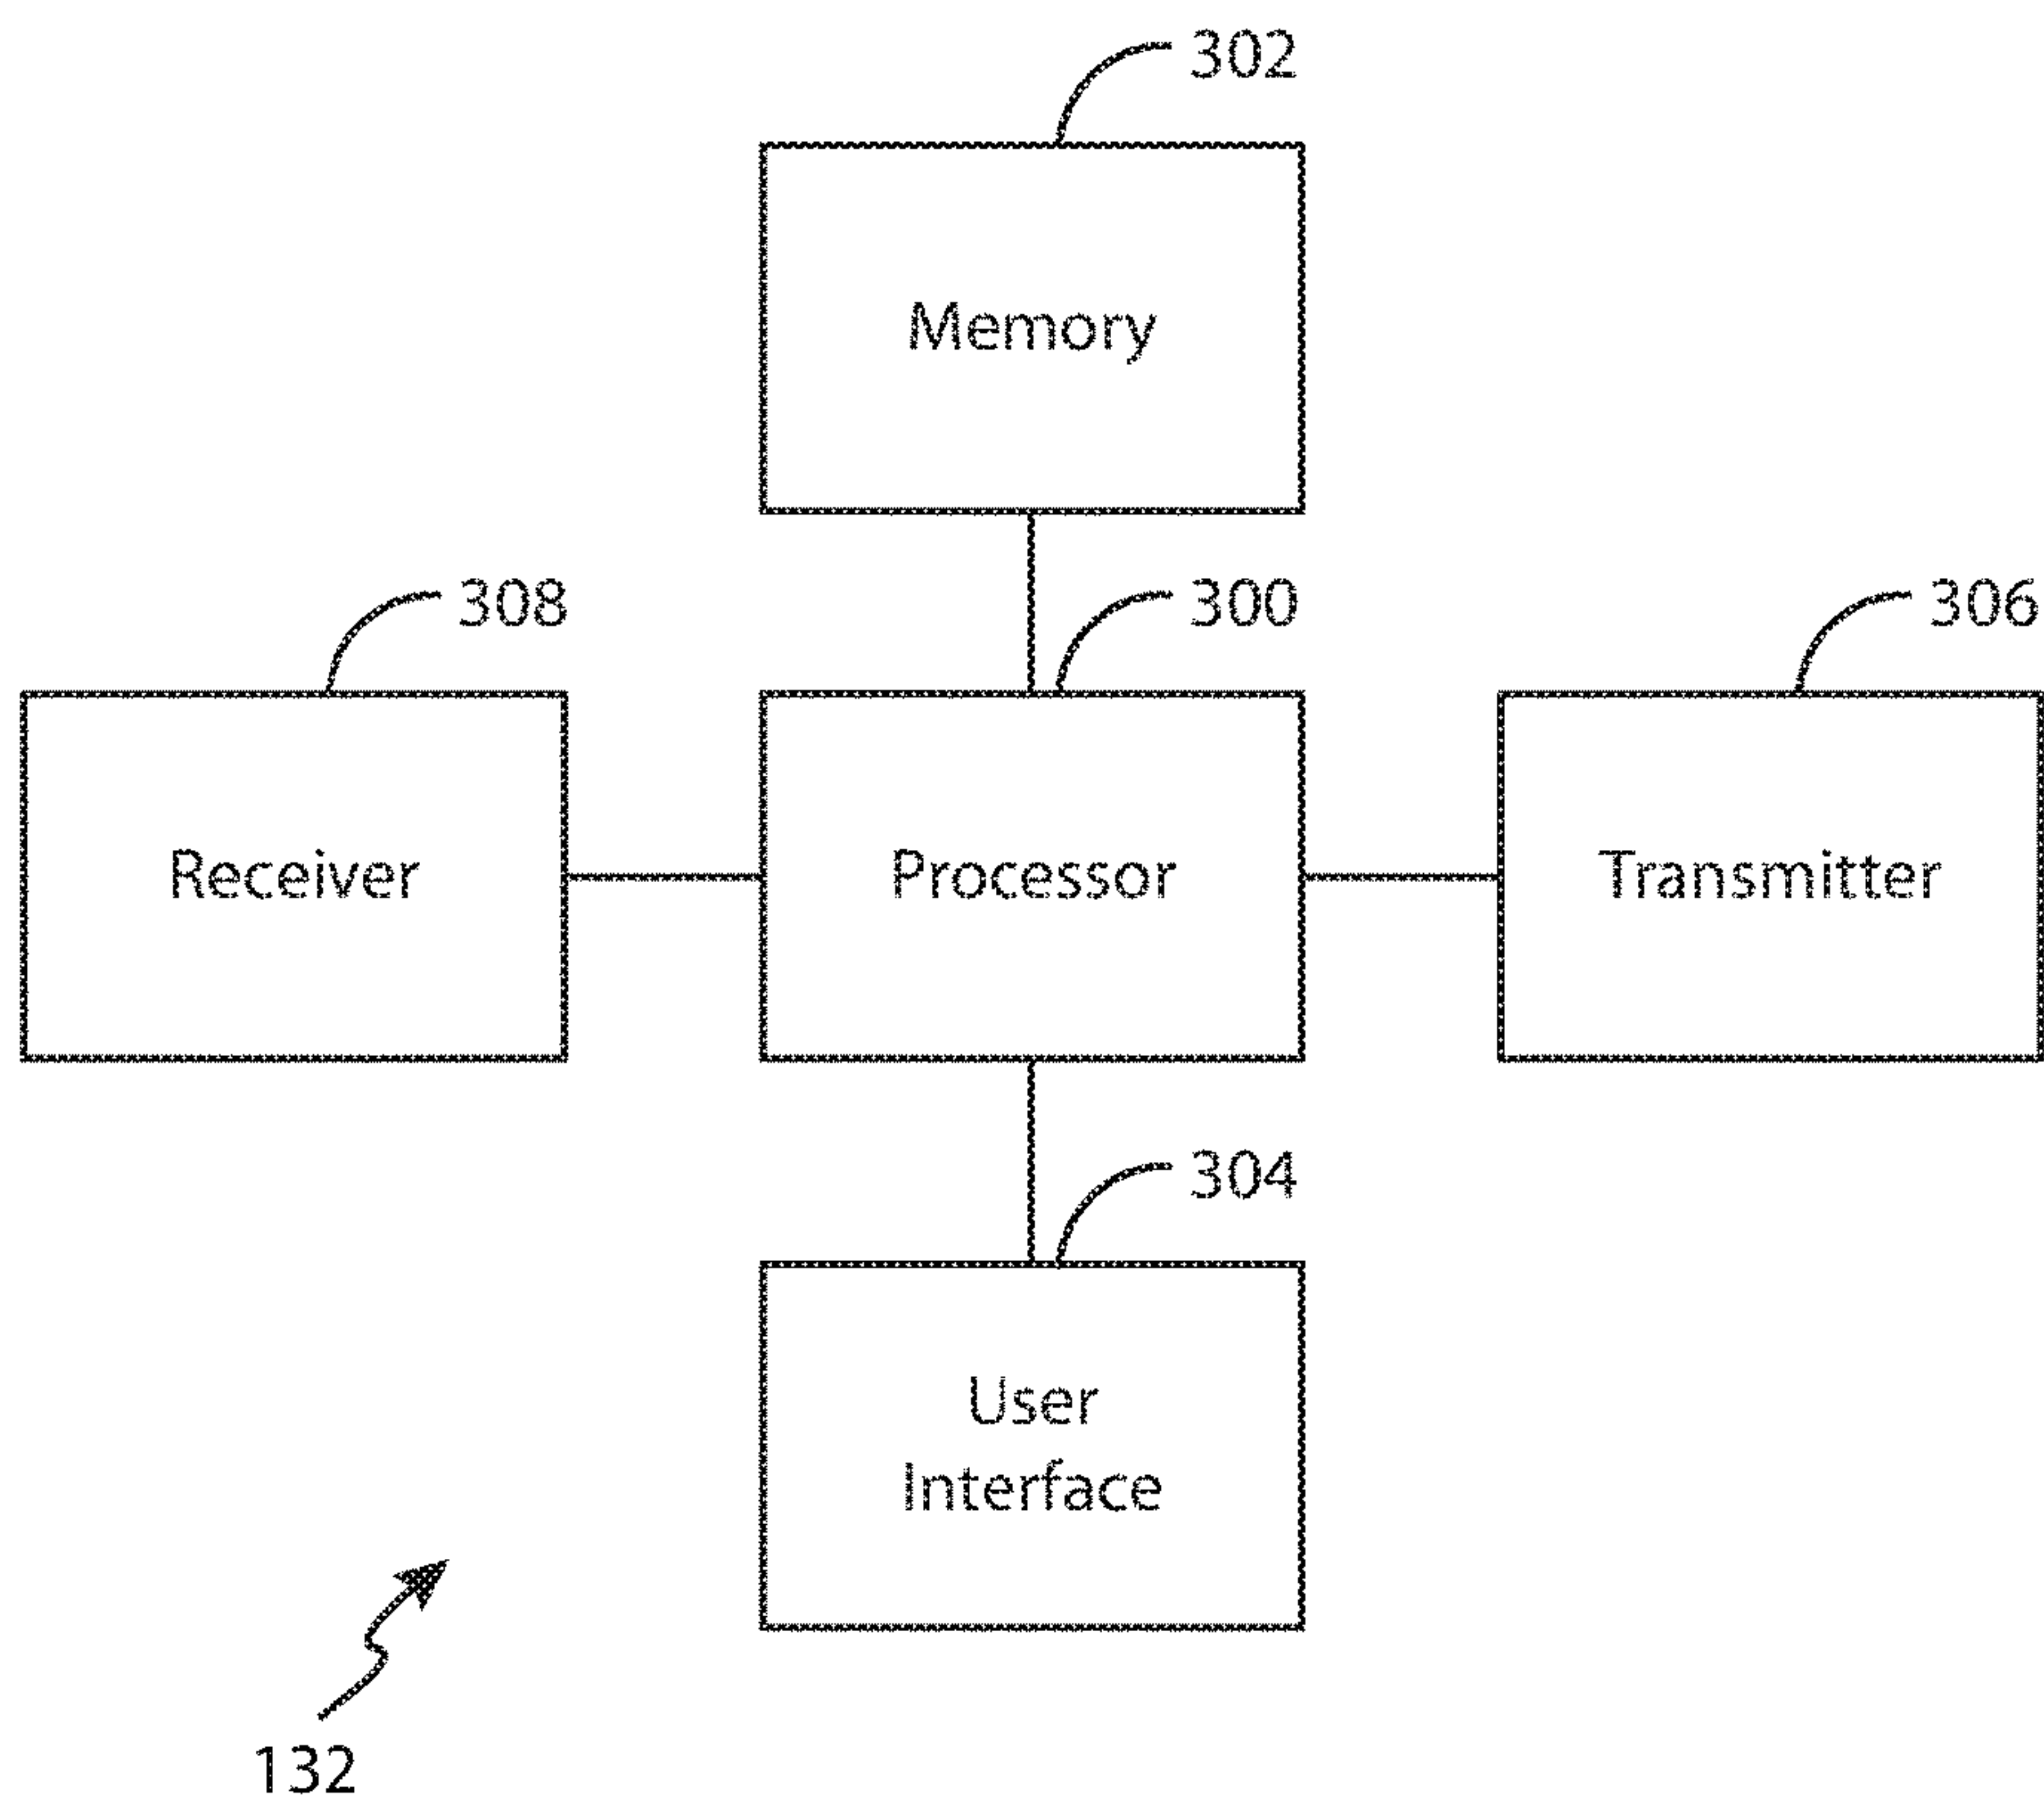 302
Memory
308
300
306
Receiver
Processor
Transmitter
304
User
Interface
132